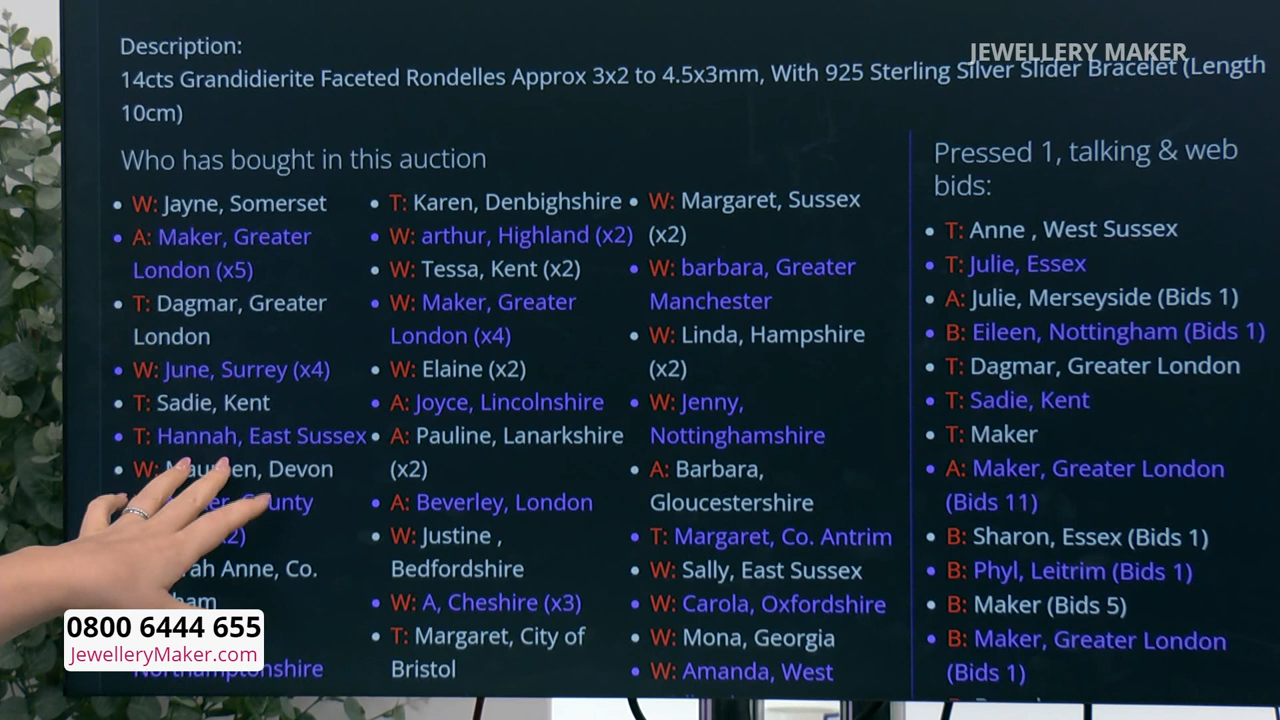 JEWELLERY MAKER
Description:
14cts Grandidierite Faceted Rondelles Approx 3x2 to 4.5x3mm, With 925 Sterling Silver Slider Bracelet (Length
10cm)
Who has bought in this auction
W: Jayne, Somerset
A: Maker, Greater
London (x5)
T: Dagmar, Greater
London
W: June, Surrey (x4)
T: Sadie, Kent
T: Hannah, East Sussex
W: Devon
T: Karen, Denbighshire
W: arthur, Highland (x2)
W: Tessa, Kent (x2)
W: Maker, Greater
London (x4)
W: Elaine (x2)
A: Joyce, Lincolnshire
A: Pauline, Lanarkshire
(x2)
A: Beverley, London
W: Justine ,
Bedfordshire
W: A, Cheshire (x3)
T: Margaret, City of
Bristol
W: Margaret, Sussex
(x2)
W: barbara, Greater
Manchester
W: Linda, Hampshire
(x2)
W: Jenny,
Nottinghamshire
A: Barbara,
Gloucestershire
T: Margaret, Co. Antrim
W: Sally, East Sussex
W: Carola, Oxfordshire
W: Mona, Georgia
W: Amanda, West
Pressed 1, talking & web
bids:
T: Anne , West Sussex
T: Julie, Essex
A: Julie, Merseyside (Bids 1)
B: Eileen, Nottingham (Bids 1)
T: Dagmar, Greater London
T: Sadie, Kent
T: Maker
A: Maker, Greater London
(Bids 11)
B: Sharon, Essex (Bids 1)
B: Phyl, Leitrim (Bids 1)
B: Maker (Bids 5)
B: Maker, Greater London
(Bids 1)
Anne, Co.
0800 6444 655
JewelleryMaker.com